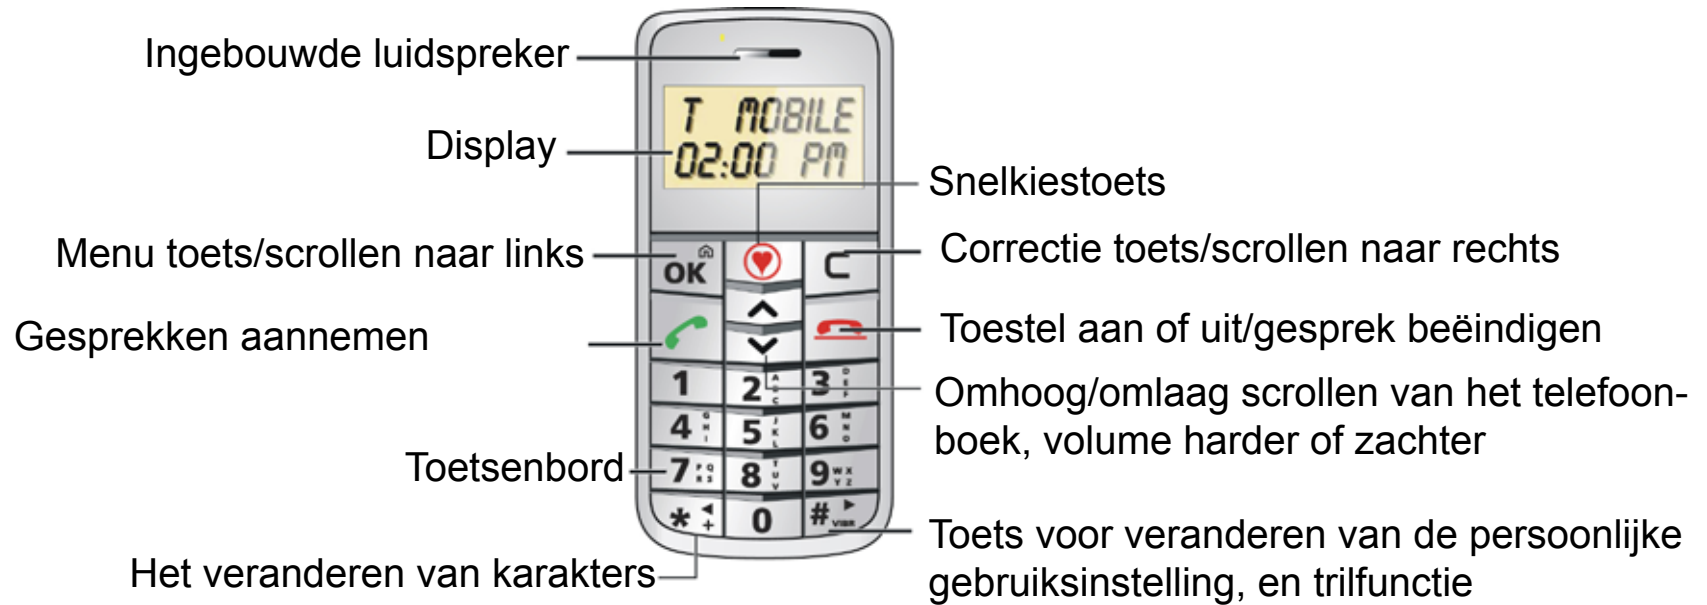 Ingebouwde luidspreker
T MOBILE
Display
02:00 PM
Snelkiestoets
Menu toets/scrollen naar links
OK
C
Correctie toets/scrollen naar rechts
Gesprekken aannemen
Toestel aan of uit/gesprek beëindigen
1
2 A B C
3 D E F
Omhoog/omlaag scrollen van het telefoon-
boek, volume harder of zachter
4 G H I
5 J K L
6 M N O
Toetsenbord
7 P Q R S
8 T U V
9 W X Y Z
* +
0
# VIBR
Toets voor veranderen van de persoonlijke
gebruiksinstelling, en trilfunctie
Het veranderen van karakters